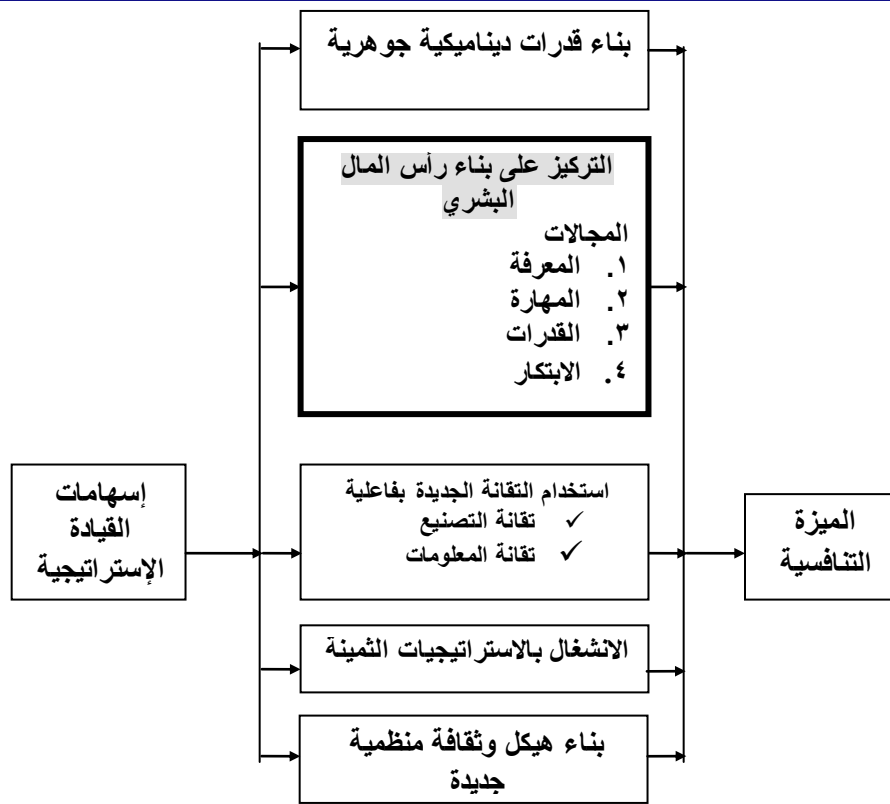 بناء قدرات ديناميكية جوهرية
التركيز على بناء رأس المال
البشري
المجالات
١. المعرفة
٢. المهارة
٣. القدرات
٤. الابتكار
إسهامات
القيادة
الإستراتيجية
استخدام التقانة الجديدة بفاعلية
✓ تقانة التصنيع
✓ تقانة المعلومات
الميزة
التنافسية
الانشغال بالاستراتيجيات الثمينة
بناء هيكل وثقافة منظمية
جديدة